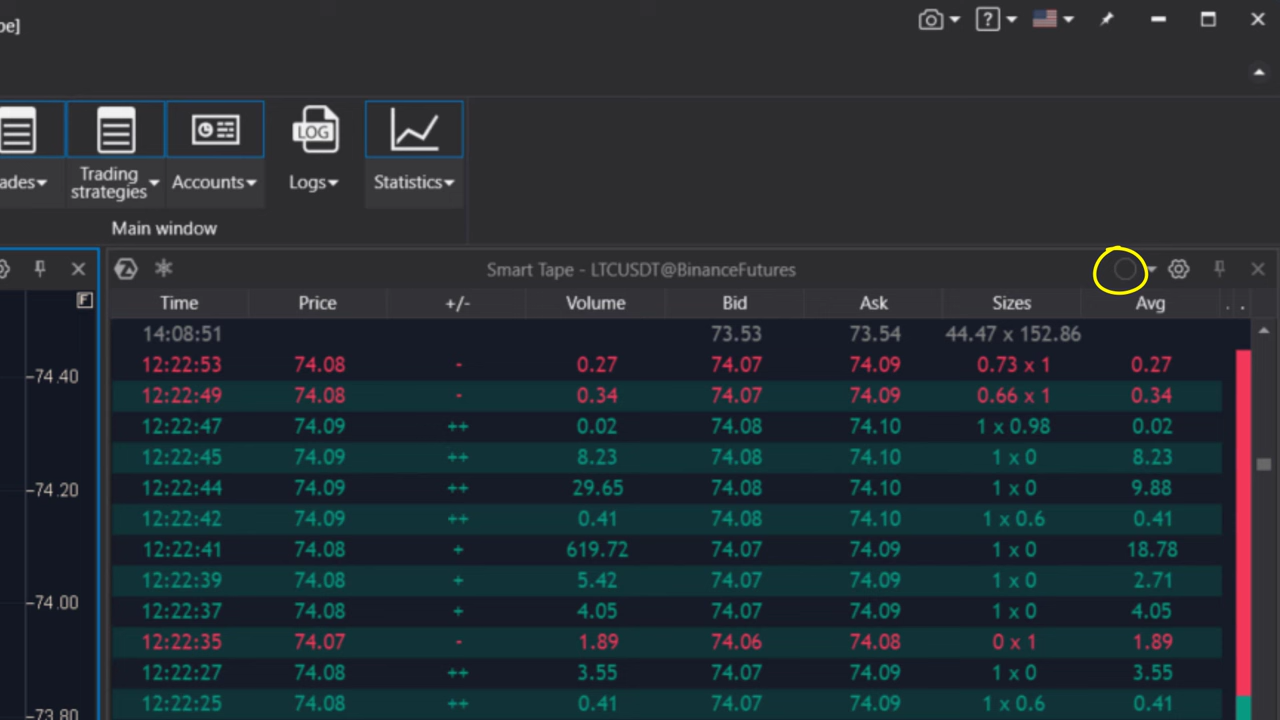 pe]
ades
Trading
strategies
Accounts
Logs
Statistics
LOG
Main window
Smart Tape - LTCUSDT@BinanceFutures
F
Time Price +/- Volume Bid Ask Sizes Avg . .
14:08:51 73.53 73.54 44.47 x 152.86
12:22:53 74.08 - 0.27 74.07 74.09 0.73 x 1 0.27
12:22:49 74.08 - 0.34 74.07 74.09 0.66 x 1 0.34
12:22:47 74.09 ++ 0.02 74.08 74.10 1 x 0.98 0.02
12:22:45 74.09 ++ 8.23 74.08 74.10 1 x 0 8.23
12:22:44 74.09 ++ 29.65 74.08 74.10 1 x 0 9.88
12:22:42 74.09 ++ 0.41 74.08 74.10 1 x 0.6 0.41
12:22:41 74.08 + 619.72 74.07 74.09 1 x 0 18.78
12:22:39 74.08 + 5.42 74.07 74.09 1 x 0 2.71
12:22:37 74.08 + 4.05 74.07 74.09 1 x 0 4.05
12:22:35 74.07 - 1.89 74.06 74.08 0 x 1 1.89
12:22:27 74.08 ++ 3.55 74.07 74.09 1 x 0 3.55
12:22:25 74.08 ++ 0.41 74.07 74.09 1 x 0.6 0.41
74.40
74.20
74.00
73.80